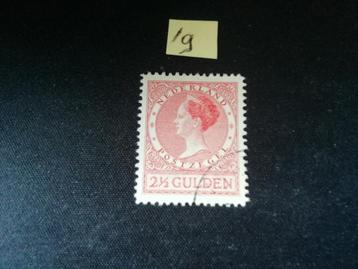 19
NEDERLAND
POSTZEGEL
2½ GULDEN